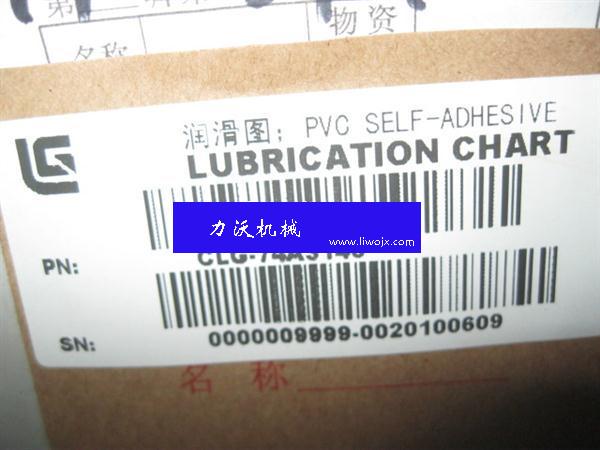 物资
名称
润滑图; PVC SELF-ADHESIVE
LUBRICATION CHART
力沃机械
www.liwojx.com
PN:
SN:
0000009999-0020100609
名 称